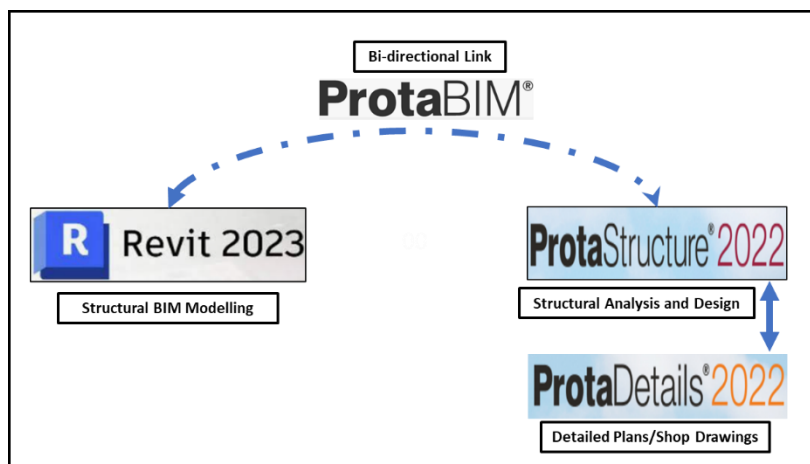 Bi-directional Link
ProtaBIM®
R Revit 2023
ProtaStructure® 2022
Structural BIM Modelling
Structural Analysis and Design
ProtaDetails® 2022
Detailed Plans/Shop Drawings